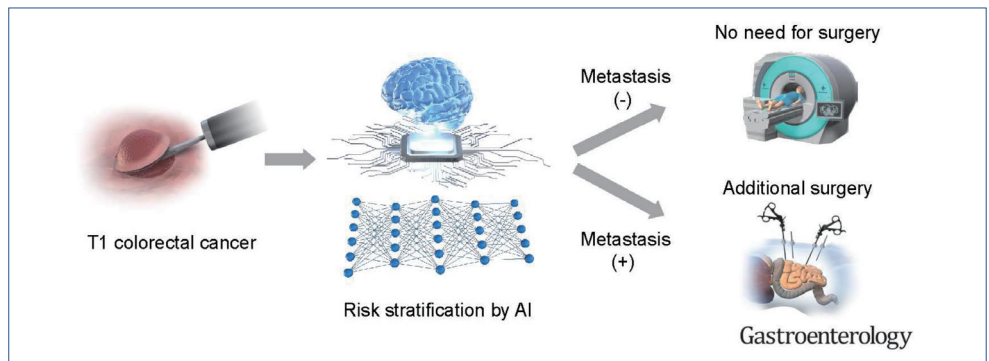 No need for surgery
Metastasis
(-)
T1 colorectal cancer
Risk stratification by AI
Additional surgery
Metastasis
(+)
Gastroenterology